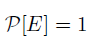 𝒫[E] = 1